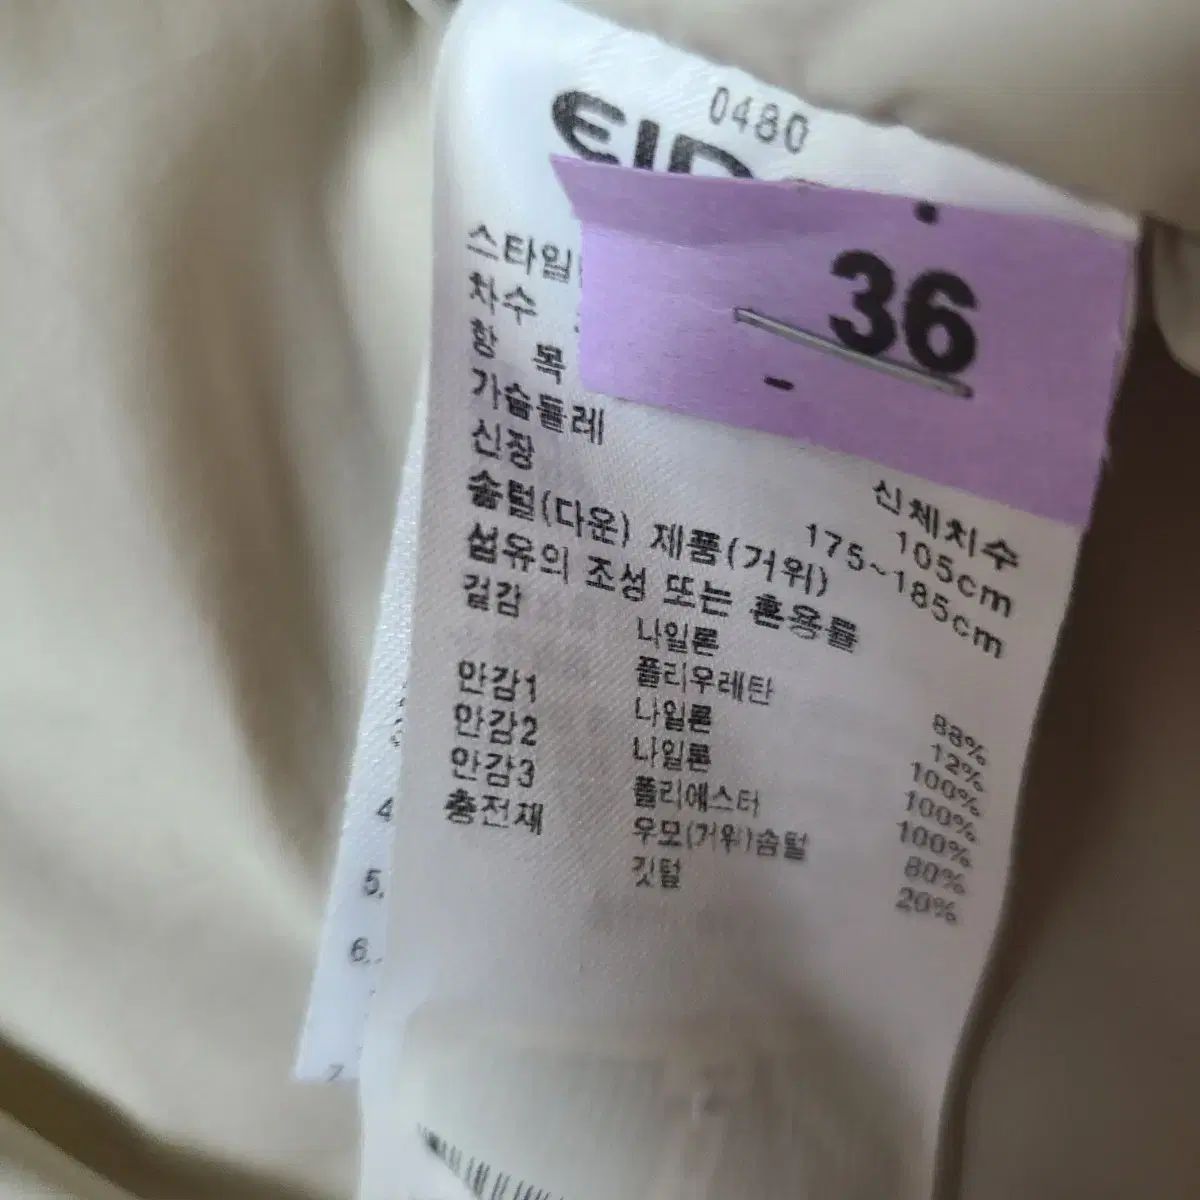 0480
EID
36
-
스타일
차수
항 목
신체치수
가슴둘레 105cm
신장 175~185cm
솜털(다운) 제품(거위)
섬유의 조성 또는 혼용률
겉감 나일론 88%
폴리우레탄 12%
안감1 나일론 100%
안감2 나일론 100%
안감3 폴리에스터 100%
충전재 우모(거위)솜털 80%
깃털 20%
4
5.
6.
7